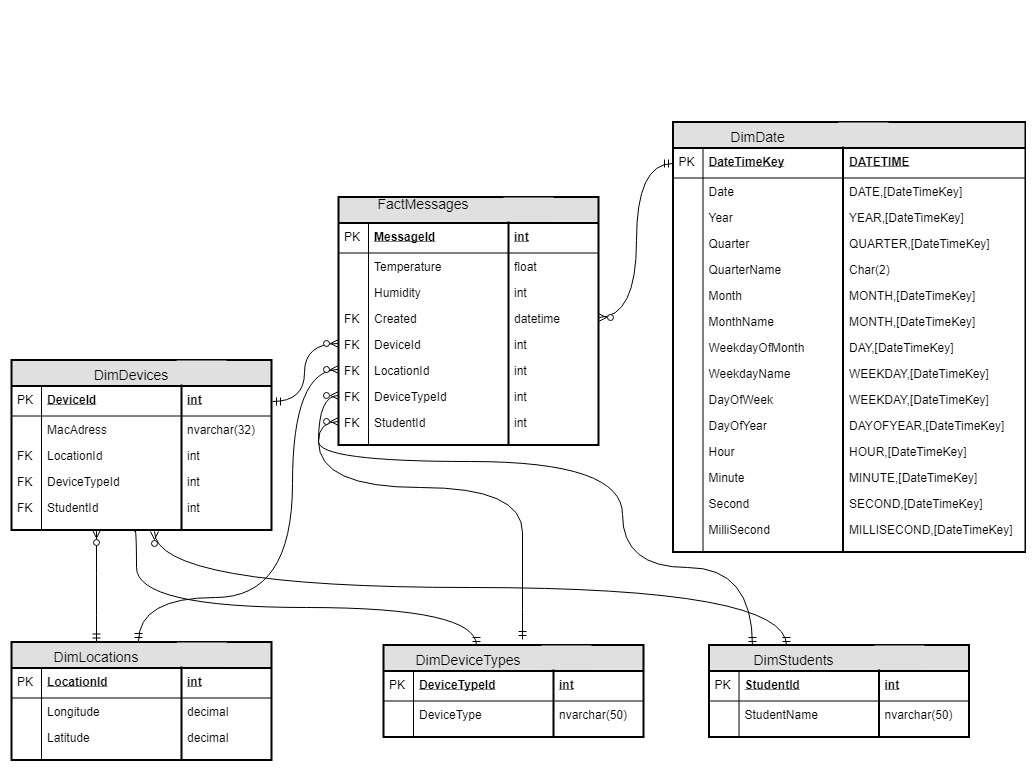 DimDate
PK DateTimeKey DATETIME
Date DATE,[DateTimeKey]
Year YEAR,[DateTimeKey]
Quarter QUARTER,[DateTimeKey]
QuarterName Char(2)
Month MONTH,[DateTimeKey]
MonthName MONTH,[DateTimeKey]
WeekdayOfMonth DAY,[DateTimeKey]
WeekdayName WEEKDAY,[DateTimeKey]
DayOfWeek WEEKDAY,[DateTimeKey]
DayOfYear DAYOFYEAR,[DateTimeKey]
Hour HOUR,[DateTimeKey]
Minute MINUTE,[DateTimeKey]
Second SECOND,[DateTimeKey]
MilliSecond MILLISECOND,[DateTimeKey]
FactMessages
PK MessageId int
Temperature float
Humidity int
FK Created datetime
FK DeviceId int
FK LocationId int
FK DeviceTypeId int
FK StudentId int
DimDevices
PK DeviceId int
MacAdress nvarchar(32)
FK LocationId int
FK DeviceTypeId int
FK StudentId int
DimLocations
PK LocationId int
Longitude decimal
Latitude decimal
DimDeviceTypes
PK DeviceTypeId int
DeviceType nvarchar(50)
DimStudents
PK StudentId int
StudentName nvarchar(50)